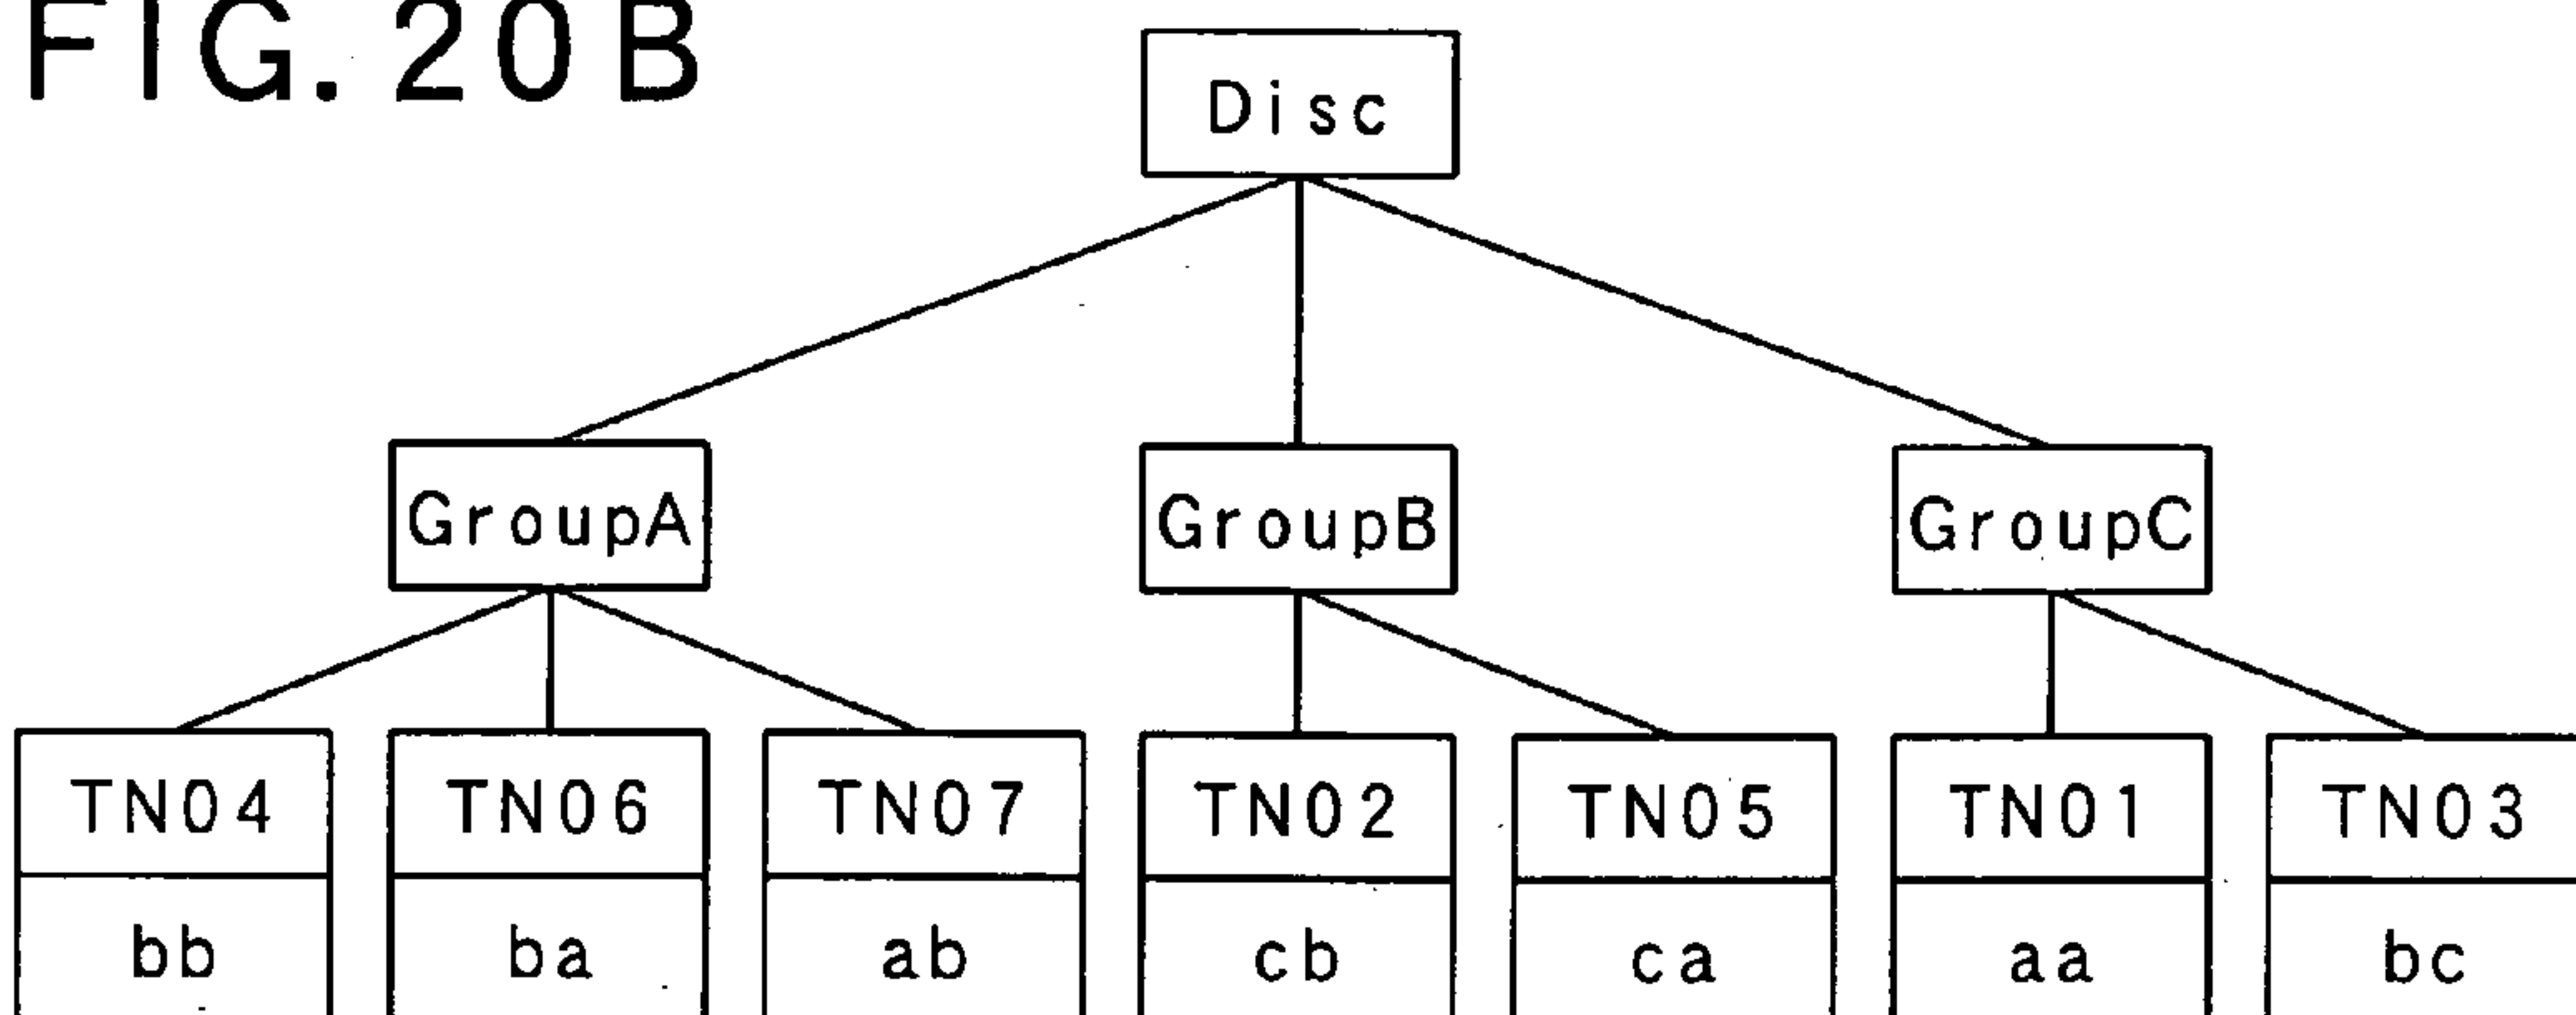 FIG. 20B
Disc
GroupA GroupB GroupC
TN04 TN06 TN07 TN02 TN05 TN01 TN03
bb ba ab cb ca aa bc